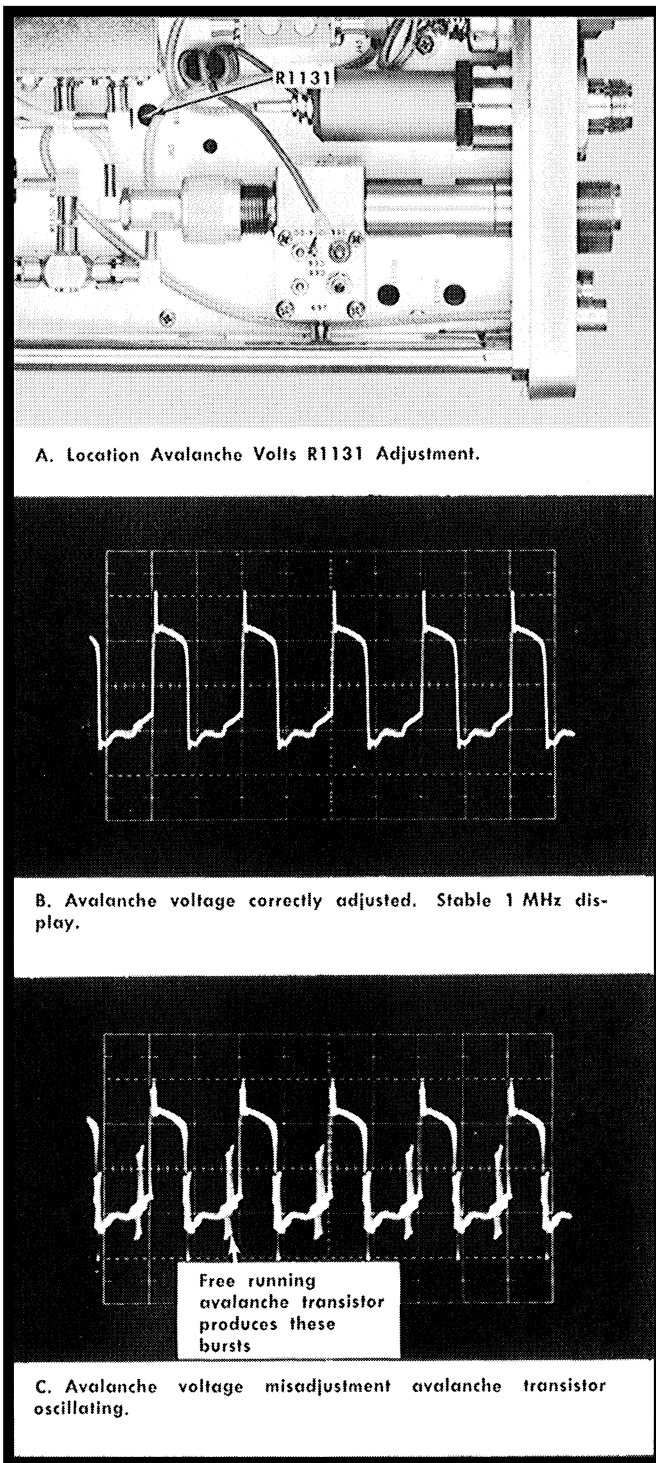 R1131
A. Location Avalanche Volts R1131 Adjustment.
B. Avalanche voltage correctly adjusted. Stable 1 MHz dis-
play.
Free running
avalanche transistor
produces these
bursts
C. Avalanche voltage misadjustment avalanche transistor
oscillating.